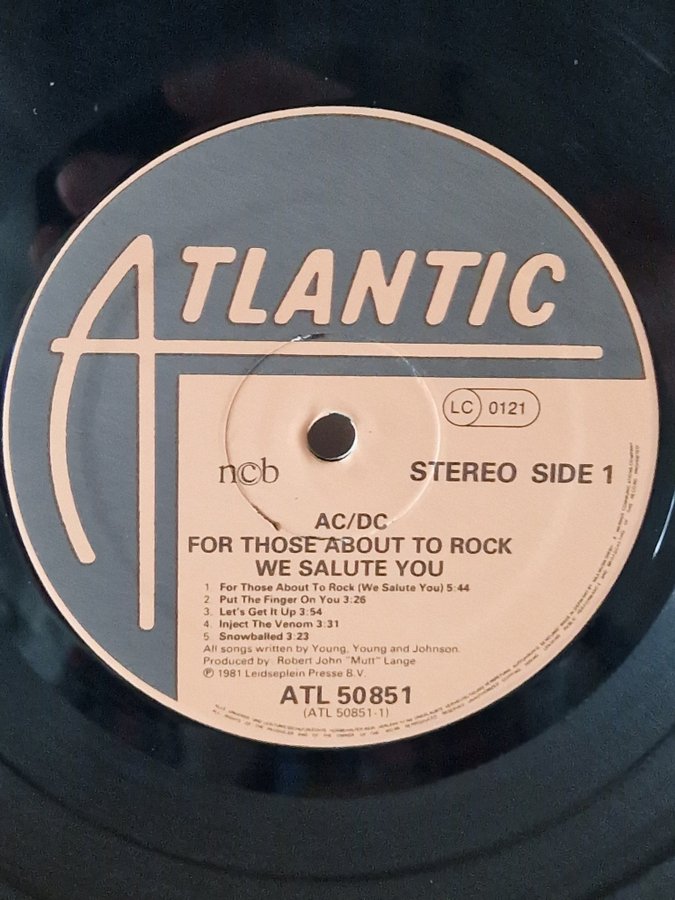 ATLANTIC
LC 0121
n©b
STEREO SIDE 1
AC/DC
FOR THOSE ABOUT TO ROCK
WE SALUTE YOU
1 For Those About To Rock (We Salute You) 5:44
2. Put The Finger On You 3:26
3. Let's Get It Up 3:54
4. Inject The Venom 3:31
5 Snowballed 3:23
All songs written by Young, Young and Johnson.
Produced by Robert John "Mutt" Lange
℗ 1981 Leidseplein Presse B.V.
ATL 50851
(ATL 50851-1)